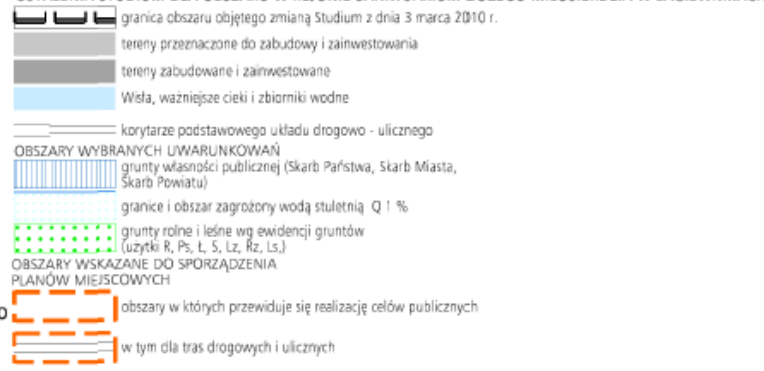 granica obszaru objętego zmianą Studium z dnia 3 marca 2010 r.
tereny przeznaczone do zabudowy i zainwestowania
tereny zabudowane i zainwestowane
Wisła, ważniejsze cieki i zbiorniki wodne
korytarze podstawowego układu drogowo - ulicznego
OBSZARY WYBRANYCH UWARUNKOWAŃ
grunty własności publicznej (Skarb Państwa, Skarb Miasta,
Skarb Powiatu)
granice i obszar zagrożony wodą stuletnią Q 1 %
grunty rolne i leśne wg ewidencji gruntów
(użytki R, Ps, Ł, S, Lz, Rz, Ls,)
OBSZARY WSKAZANE DO SPORZĄDZENIA
PLANÓW MIEJSCOWYCH
obszary w których przewiduje się realizację celów publicznych
w tym dla tras drogowych i ulicznych